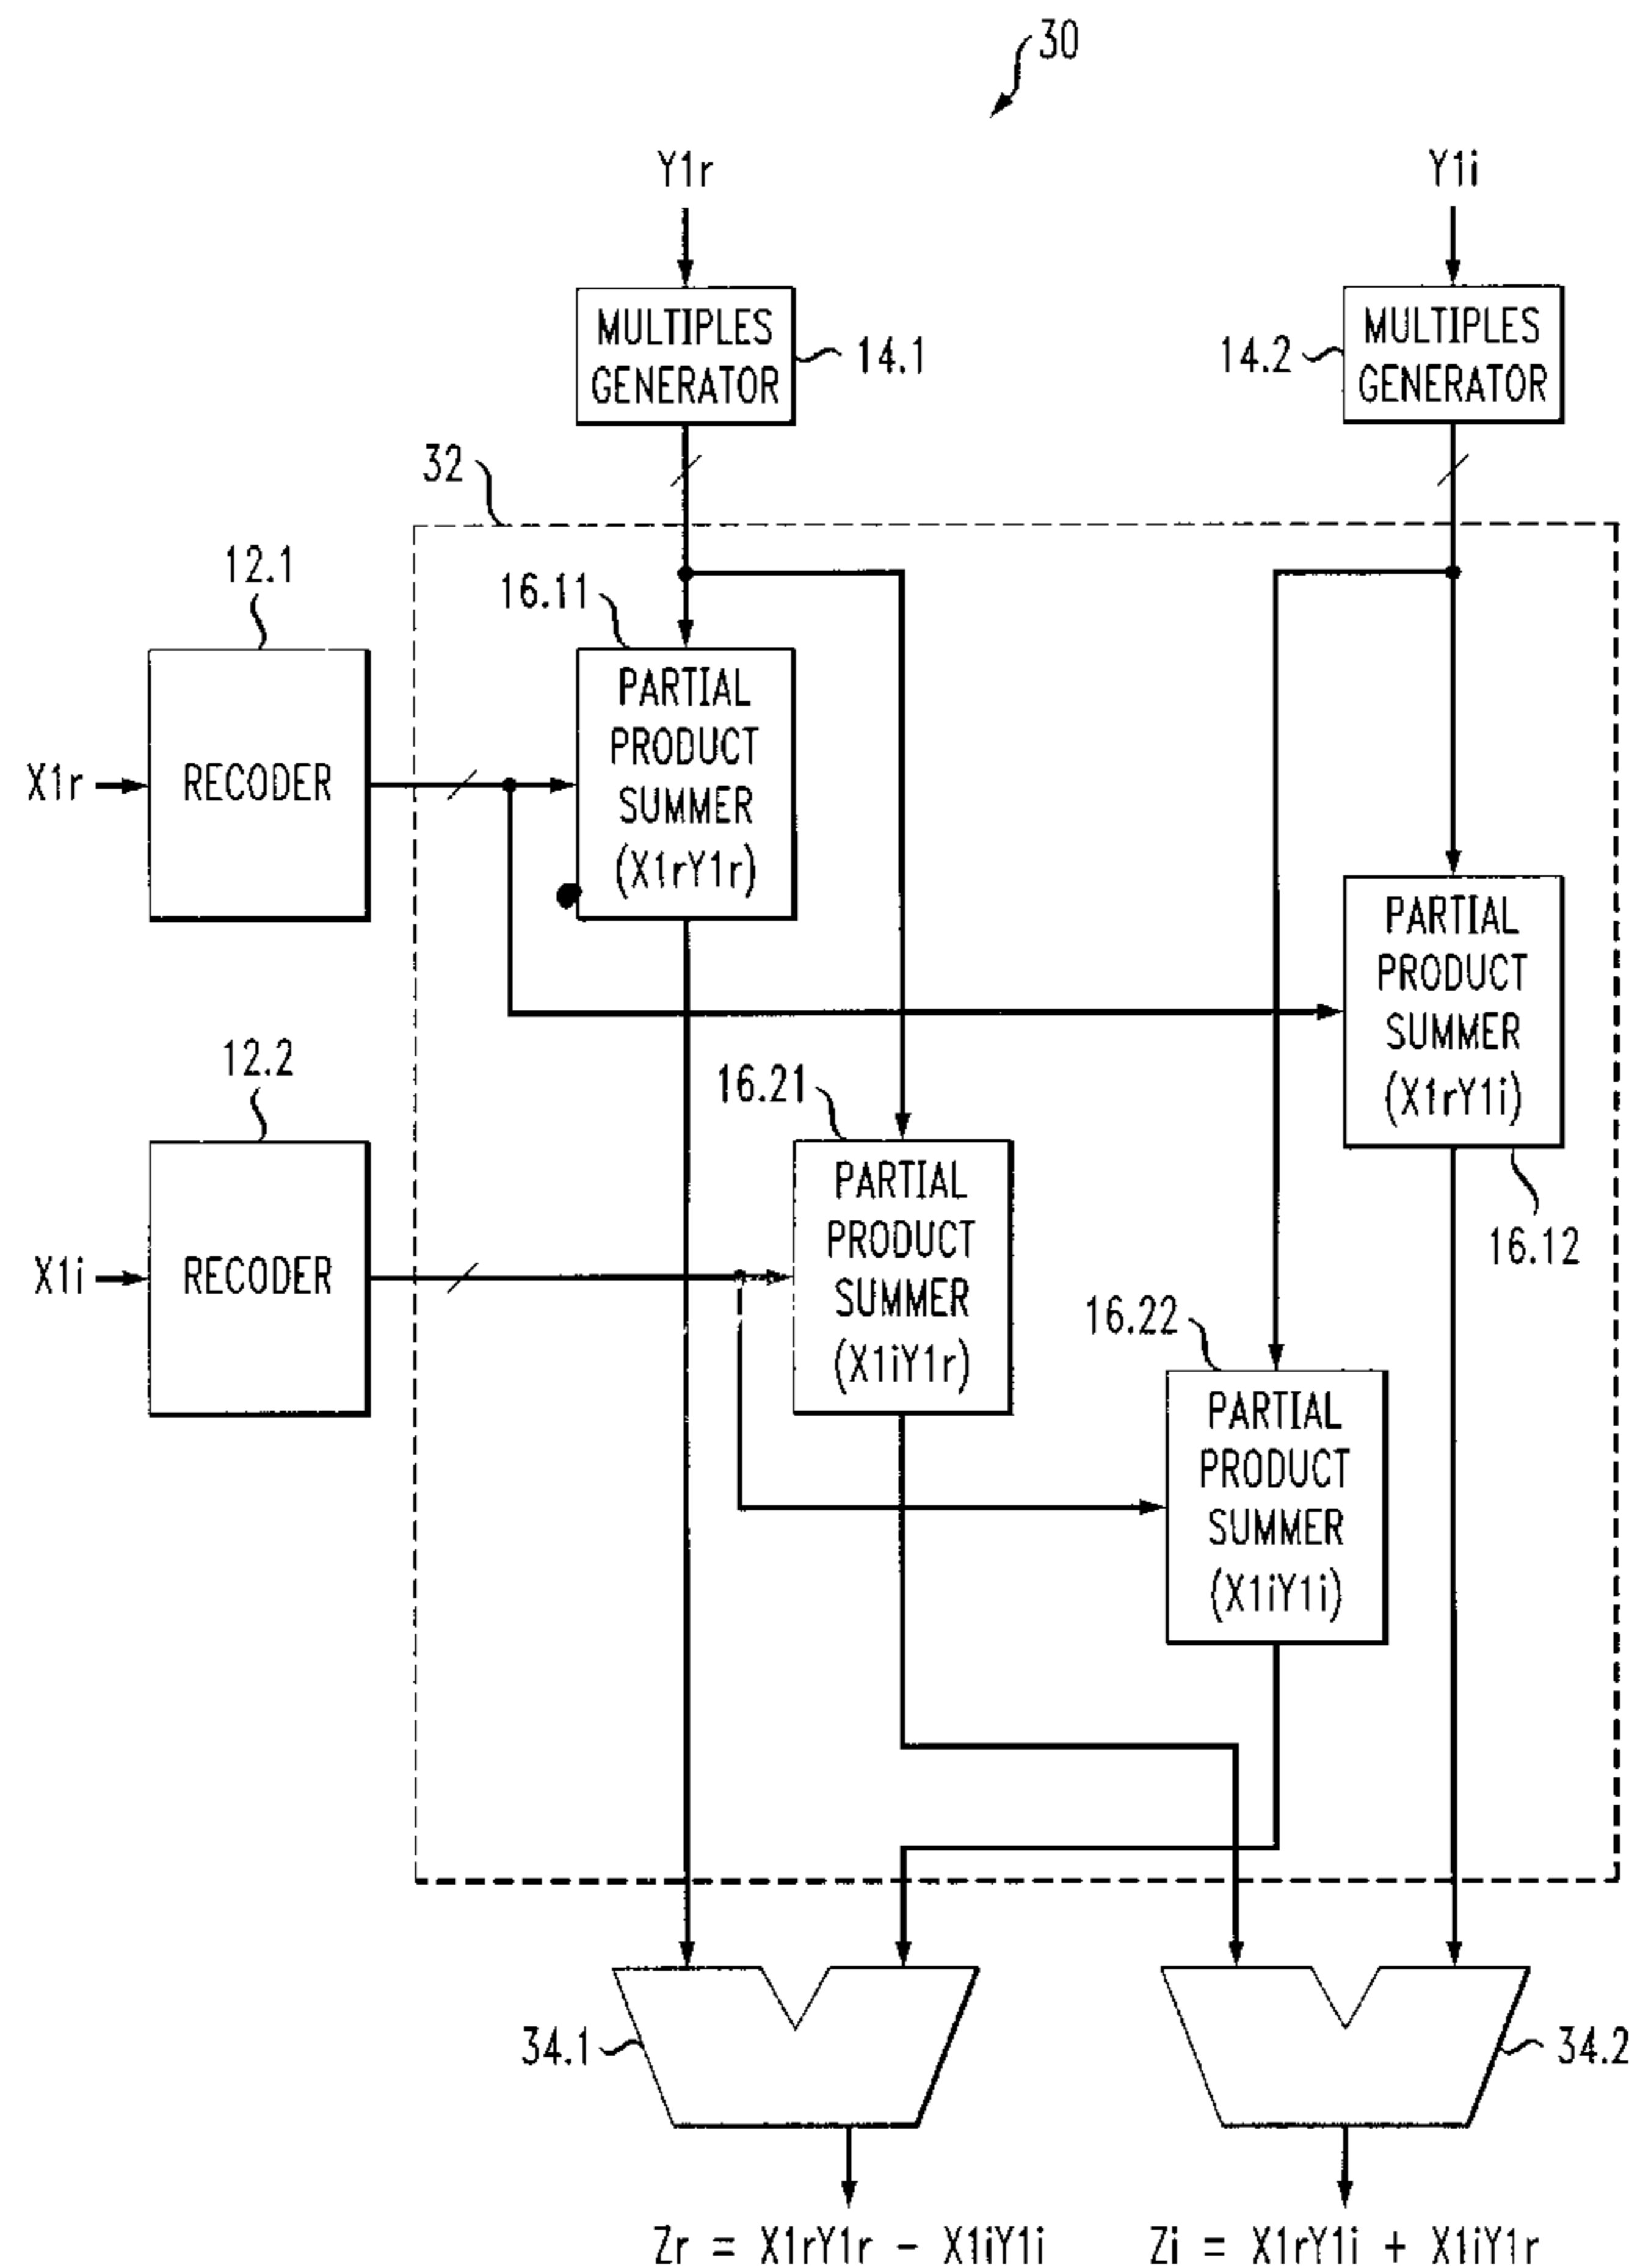 30
Y1r
Y1i
MULTIPLES
GENERATOR
14.1
14.2
MULTIPLES
GENERATOR
32
12.1
16.11
X1r
RECODER
PARTIAL
PRODUCT
SUMMER
(X1rY1r)
PARTIAL
PRODUCT
SUMMER
(X1rY1i)
16.12
12.2
16.21
X1i
RECODER
PARTIAL
PRODUCT
SUMMER
(X1iY1r)
16.22
PARTIAL
PRODUCT
SUMMER
(X1iY1i)
34.1
34.2
Zr = X1rY1r - X1iY1i
Zi = X1rY1i + X1iY1r